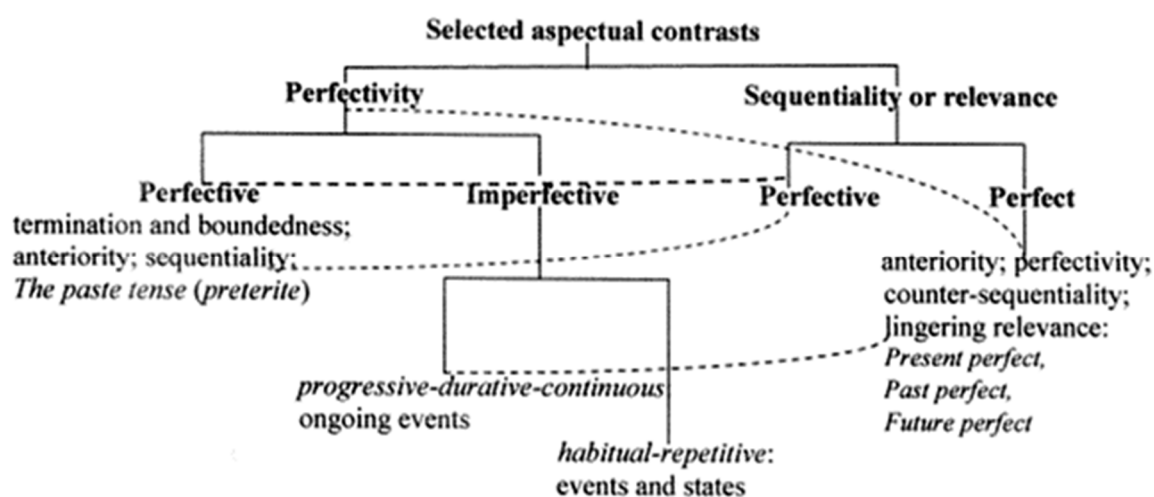 Selected aspectual contrasts
Perfectivity
Sequentiality or relevance
Perfective
Imperfective
Perfective
Perfect
termination and boundedness;
anteriority; sequentiality;
The paste tense (preterite)
anteriority; perfectivity;
counter-sequentiality;
lingering relevance:
Present perfect,
Past perfect,
Future perfect
progressive-durative-continuous
ongoing events
habitual-repetitive:
events and states